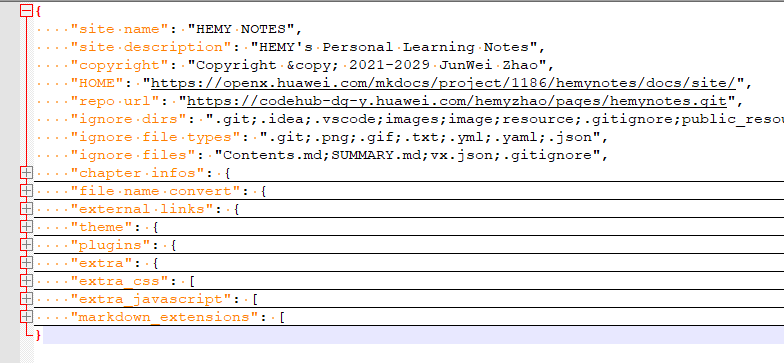 {
"site name": "HEMY NOTES",
"site description": "HEMY's Personal Learning Notes",
"copyright": "Copyright &copy; 2021-2029 JunWei Zhao",
"HOME": "https://openx.huawei.com/mkdocs/project/1186/hemynotes/docs/site/",
"repo url": "https://codehub-dg-y.huawei.com/hemyzhao/pages/hemynotes.git",
"ignore dirs": ".git;.idea;.vscode;images;image;resource;.gitignore;public_resou
"ignore file types": ".git;.png;.gif;.txt;.yml;.yaml;.json",
"ignore files": "Contents.md;SUMMARY.md;vx.json;.gitignore",
"chapter infos": {
"file name convert": {
"external links": {
"theme": {
"plugins": {
"extra": {
"extra_css": [
"extra_javascript": [
"markdown_extensions": [
}